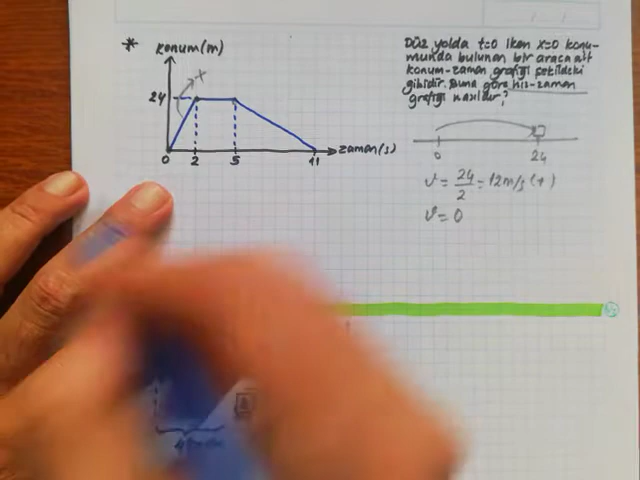 * konum(m)
+
24
0 2 5 11 zaman(s)
Düz yolda t=0 iken x=0 konu-
munda bulunan bir araca ait
konum-zaman grafiği şekildeki
gibidir. Buna göre hız-zaman
grafiği nasıldır?
0 24
v = 24/2 = 12m/s (+)
v = 0